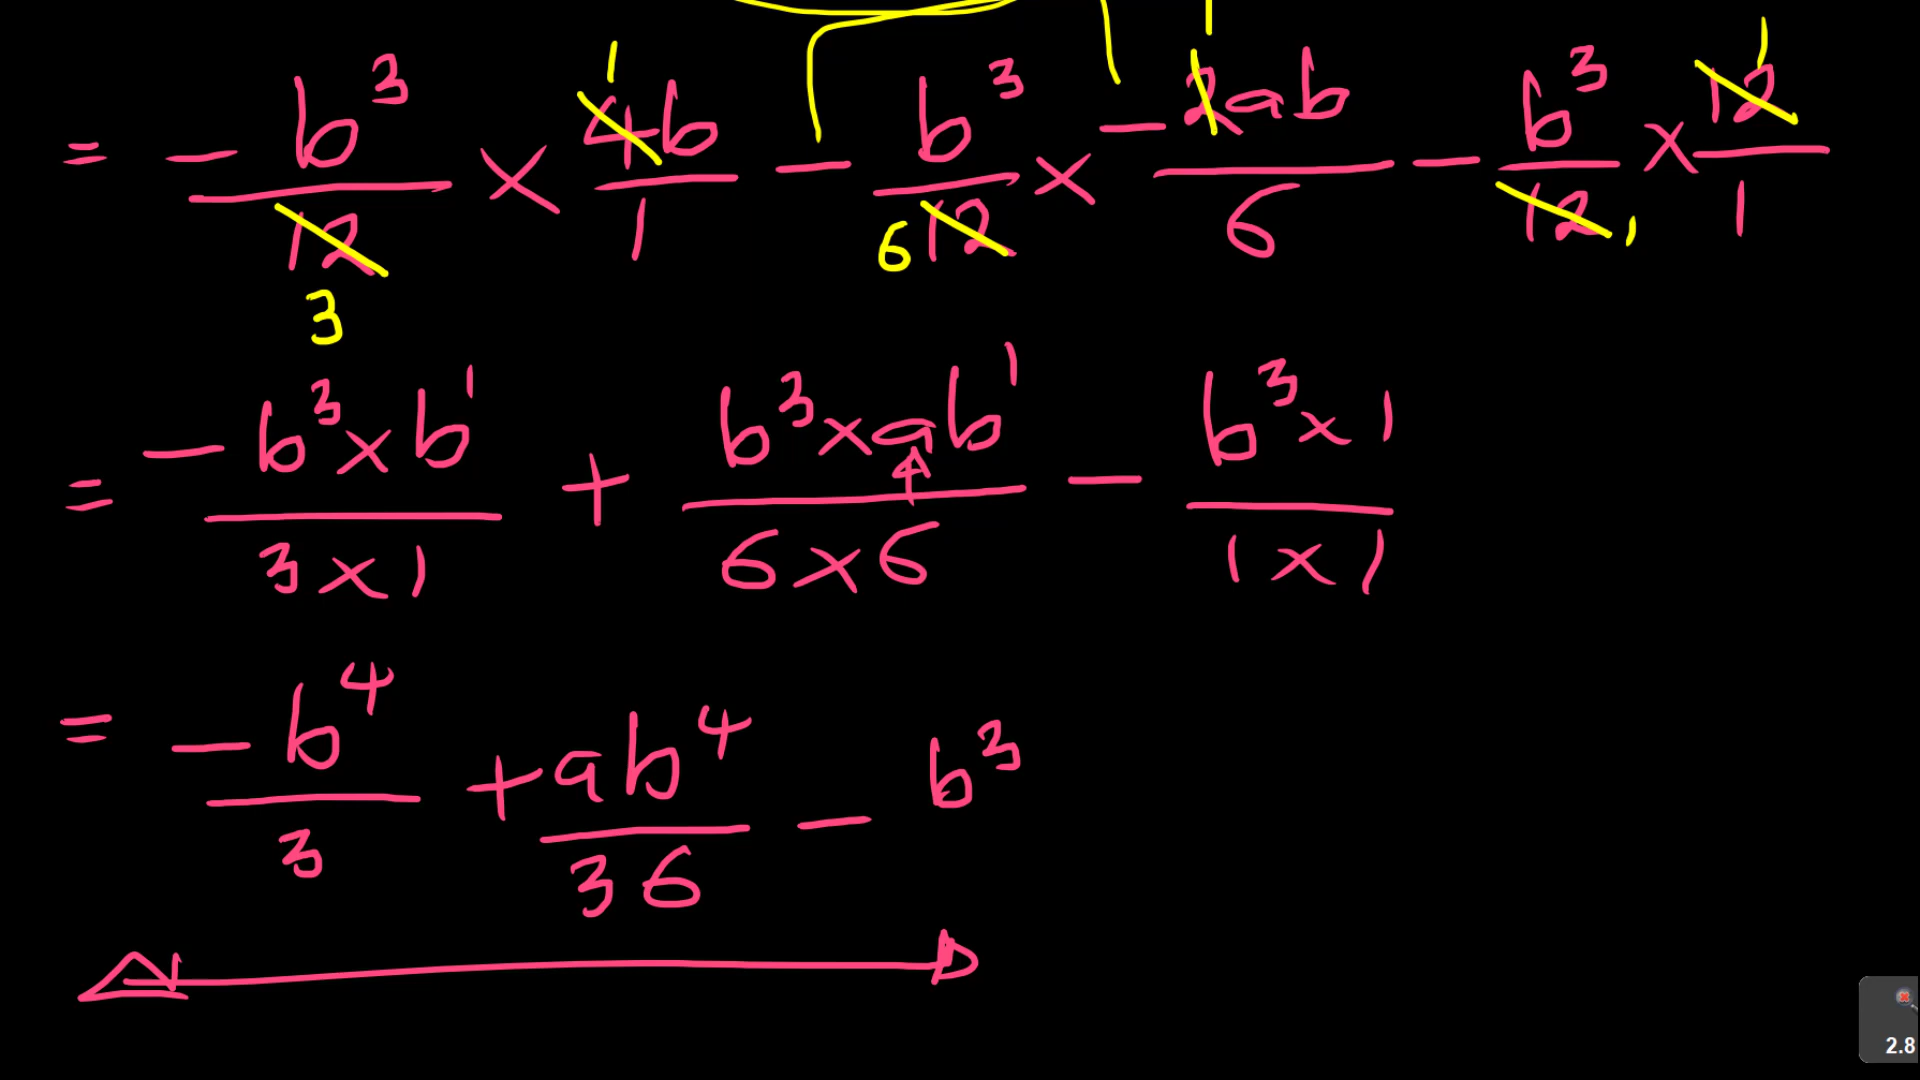 = - b³/12 × 4b/1 - b³/12 × -2ab/6 - b³/12 × 12/1
3 1 6 1 1 1
= -b³×b¹/3×1 + b³×ab¹/6×6 - b³×1/1×1
= -b⁴/3 + ab⁴/36 - b³
2.8